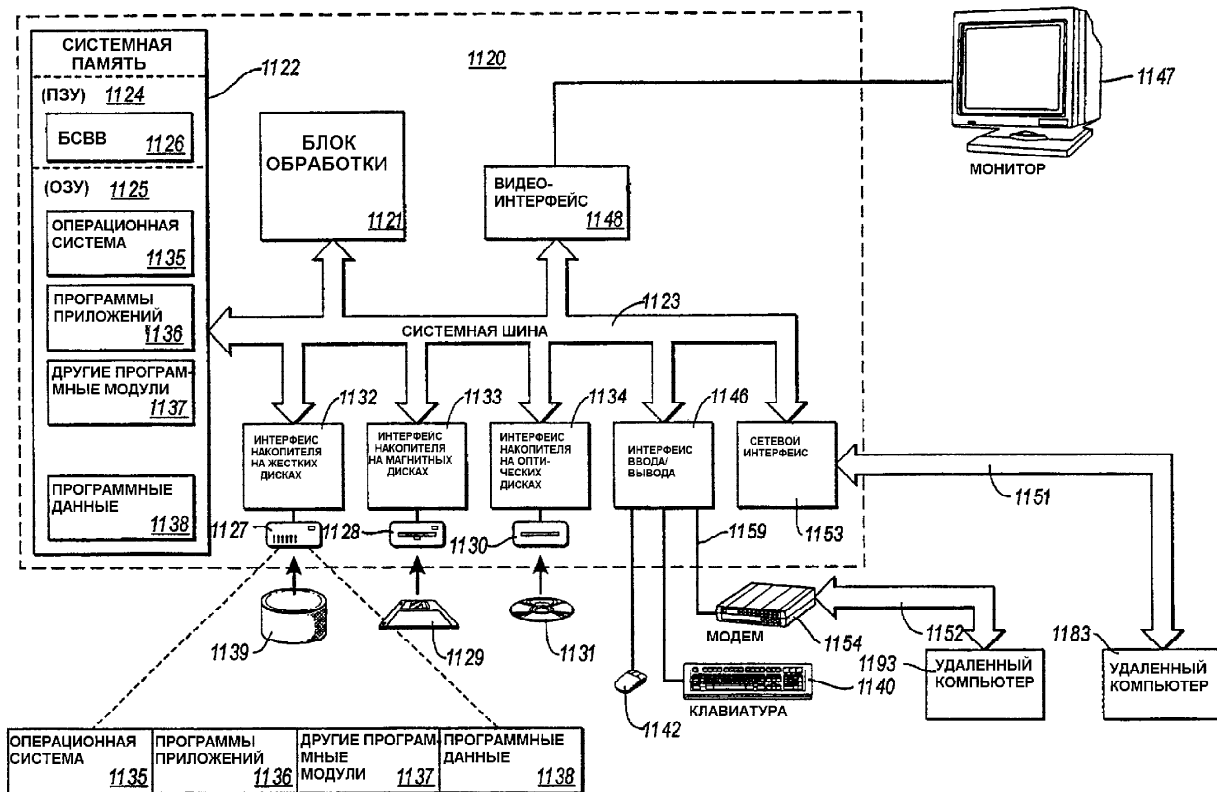 СИСТЕМНАЯ
ПАМЯТЬ
(ПЗУ) 1124
БСВВ
1126
(ОЗУ) 1125
ОПЕРАЦИОННАЯ
СИСТЕМА
1135
ПРОГРАММЫ
ПРИЛОЖЕНИЙ
1136
ДРУГИЕ ПРОГРАМ-
МНЫЕ МОДУЛИ
1137
ПРОГРАММНЫЕ
ДАННЫЕ
1138
1122
1120
БЛОК
ОБРАБОТКИ
1121
ВИДЕО-
ИНТЕРФЕЙС
1148
1147
МОНИТОР
1123
СИСТЕМНАЯ ШИНА
1132
ИНТЕРФЕЙС
НАКОПИТЕЛЯ
НА ЖЕСТКИХ
ДИСКАХ
1133
ИНТЕРФЕЙС
НАКОПИТЕЛЯ
НА МАГНИТНЫХ
ДИСКАХ
1134
ИНТЕРФЕЙС
НАКОПИТЕЛЯ
НА ОПТИ-
ЧЕСКИХ
ДИСКАХ
1146
ИНТЕРФЕЙС
ВВОДА/
ВЫВОДА
СЕТЕВОЙ
ИНТЕРФЕЙС
1153
1151
1127
1128
1130
1159
1139
1129
1131
МОДЕМ
1154
1152
1142
КЛАВИАТУРА
1140
1193
УДАЛЕННЫЙ
КОМПЬЮТЕР
1183
УДАЛЕННЫЙ
КОМПЬЮТЕР
ОПЕРАЦИОННАЯ
СИСТЕМА
1135
ПРОГРАММЫ
ПРИЛОЖЕНИЙ
1136
ДРУГИЕ ПРОГРАМ-
МНЫЕ
МОДУЛИ
1137
ПРОГРАММНЫЕ
ДАННЫЕ
1138